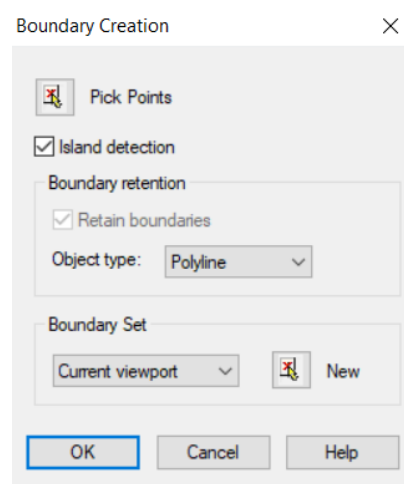 Boundary Creation
Pick Points
Island detection
Boundary retention
Retain boundaries
Object type: Polyline
Boundary Set
Current viewport New
OK Cancel Help